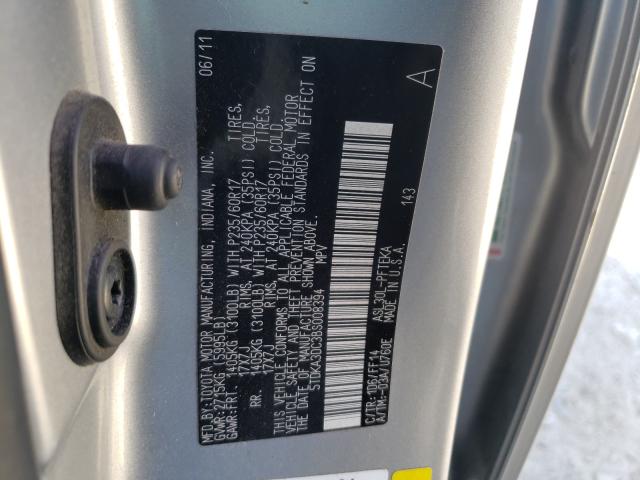 MFD.BY:TOYOTA MOTOR MANUFACTURING, INDIANA, INC. 06/11
GVWR: 2715KG (5995LB)
GAWR:FRT. 1405KG (3100LB) WITH P235/60R17 TIRES,
17X7J RIMS, AT 240KPA (35PSI) COLD.
RR. 1405KG (3100LB) WITH P235/60R17 TIRES,
17X7J RIMS, AT 240KPA (35PSI) COLD.
THIS VEHICLE CONFORMS TO ALL APPLICABLE FEDERAL MOTOR
VEHICLE SAFETY AND THEFT PREVENTION STANDARDS IN EFFECT ON
THE DATE OF MANUFACTURE SHOWN ABOVE.
5TDKA3DC3BS008394 MPV
A
C/TR:1D6/FF14 ASL30L-PFTEKA 143
MADE IN U.S.A.